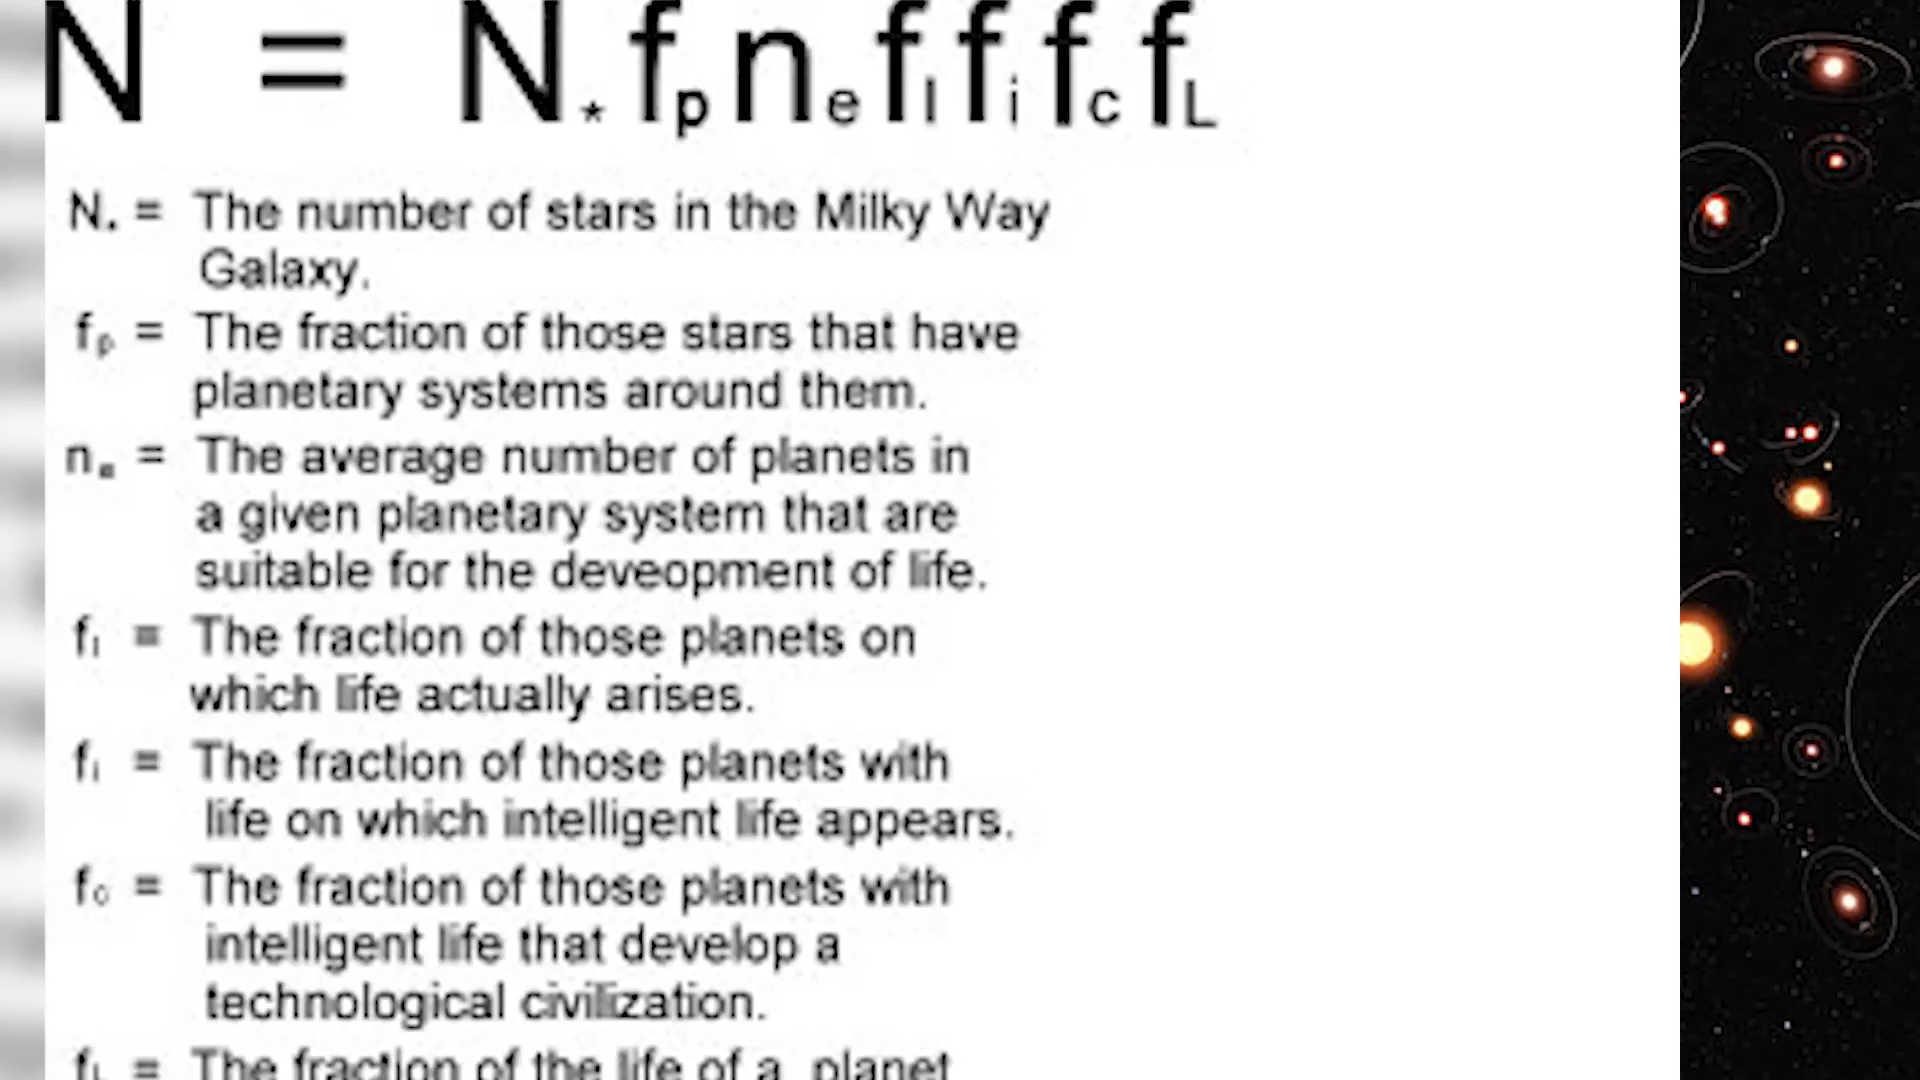 N = N* fp ne fl fi fc fL
N* = The number of stars in the Milky Way
Galaxy.
fp = The fraction of those stars that have
planetary systems around them.
ne = The average number of planets in
a given planetary system that are
suitable for the deveopment of life.
fl = The fraction of those planets on
which life actually arises.
fi = The fraction of those planets with
life on which intelligent life appears.
fc = The fraction of those planets with
intelligent life that develop a
technological civilization.
fL = The fraction of the life of a planet